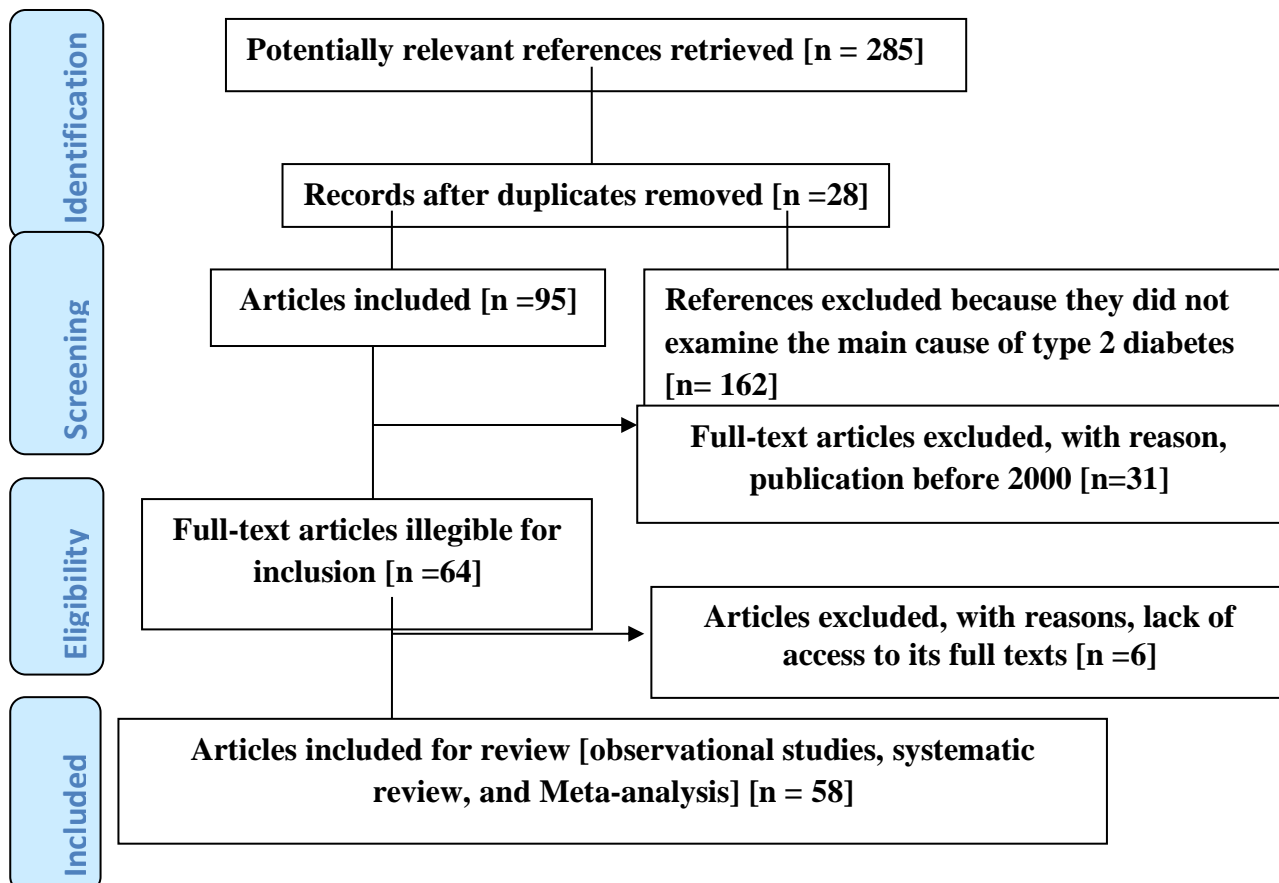 Identification
Potentially relevant references retrieved [n = 285]
Records after duplicates removed [n =28]
Screening
Articles included [n =95]
References excluded because they did not
examine the main cause of type 2 diabetes
[n= 162]
Full-text articles excluded, with reason,
publication before 2000 [n=31]
Eligibility
Full-text articles illegible for
inclusion [n =64]
Articles excluded, with reasons, lack of
access to its full texts [n =6]
Included
Articles included for review [observational studies, systematic
review, and Meta-analysis] [n = 58]